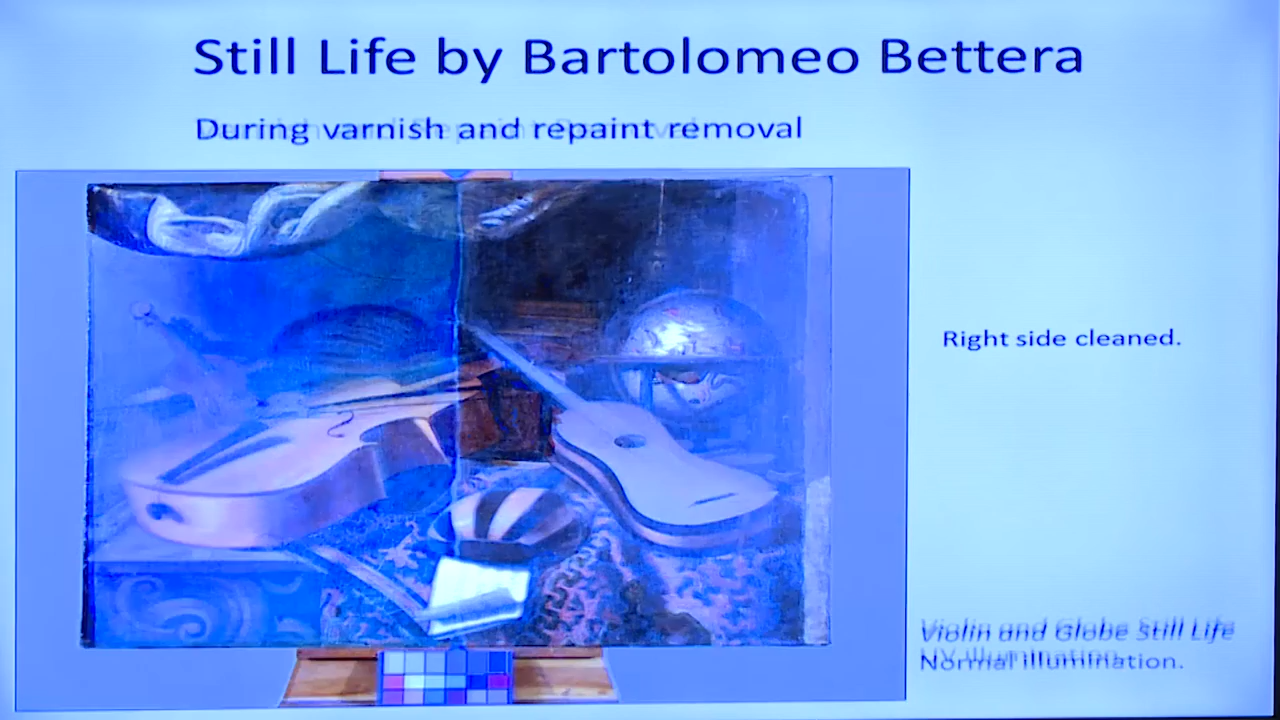 Still Life by Bartolomeo Bettera
During varnish and repaint removal
Right side cleaned.
Violin and Globe Still Life
Normal illumination.